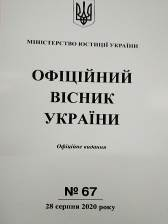 МІНІСТЕРСТВО ЮСТИЦІЇ УКРАЇНИ
ОФІЦІЙНИЙ
ВІСНИК
УКРАЇНИ
Офіційне видання
№ 67
28 серпня 2020 року